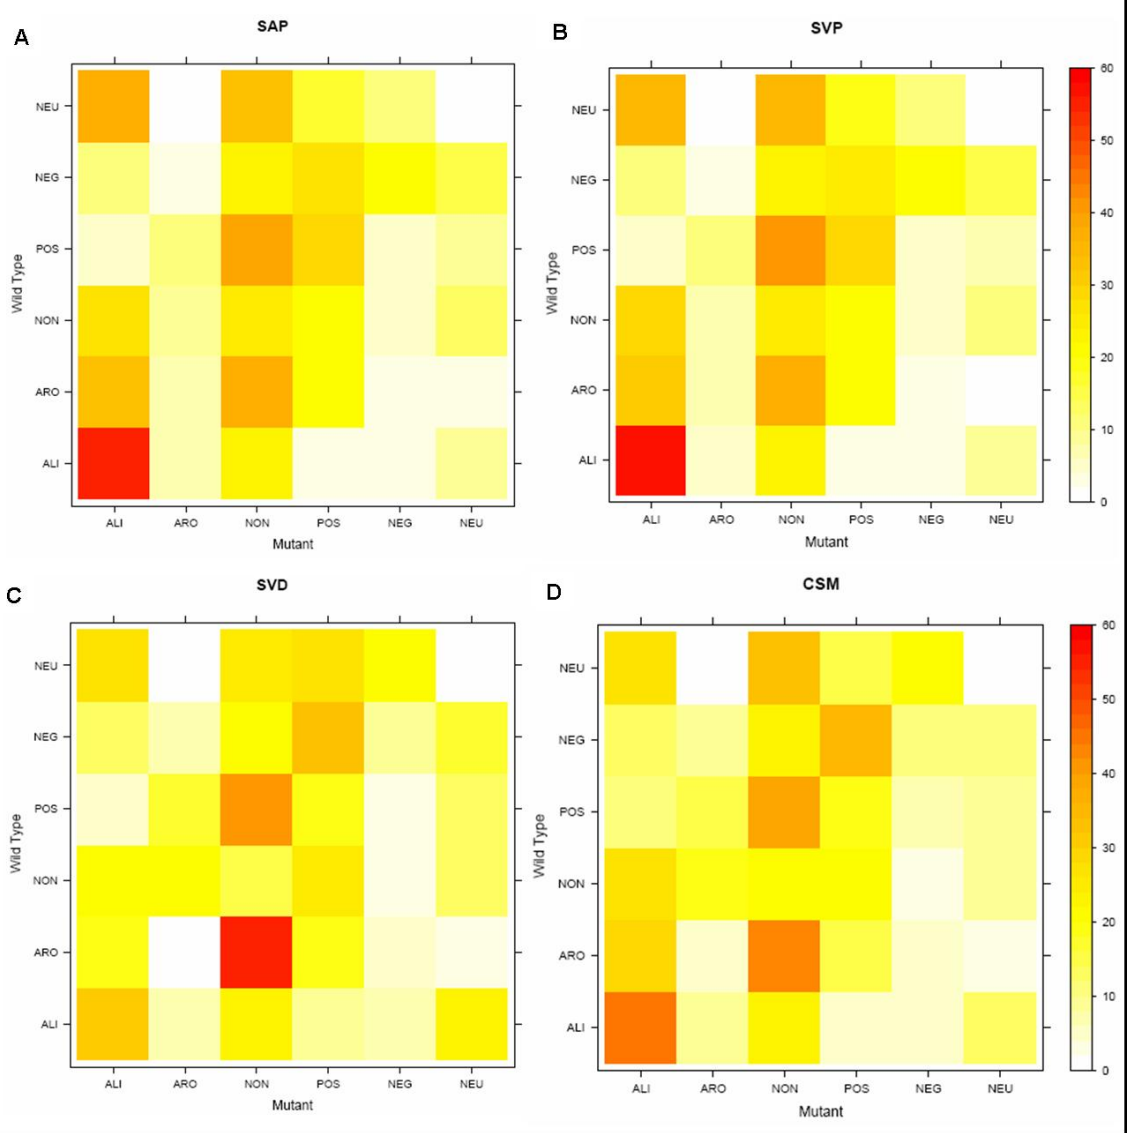 A
SAP
NEU
NEG
POS
NON
ARO
ALI
Wild Type
ALI ARO NON POS NEG NEU
Mutant
B
SVP
NEU
NEG
POS
NON
ARO
ALI
Wild Type
ALI ARO NON POS NEG NEU
Mutant
60
50
40
30
20
10
0
C
SVD
NEU
NEG
POS
NON
ARO
ALI
Wild Type
ALI ARO NON POS NEG NEU
Mutant
D
CSM
NEU
NEG
POS
NON
ARO
ALI
Wild Type
ALI ARO NON POS NEG NEU
Mutant
60
50
40
30
20
10
0